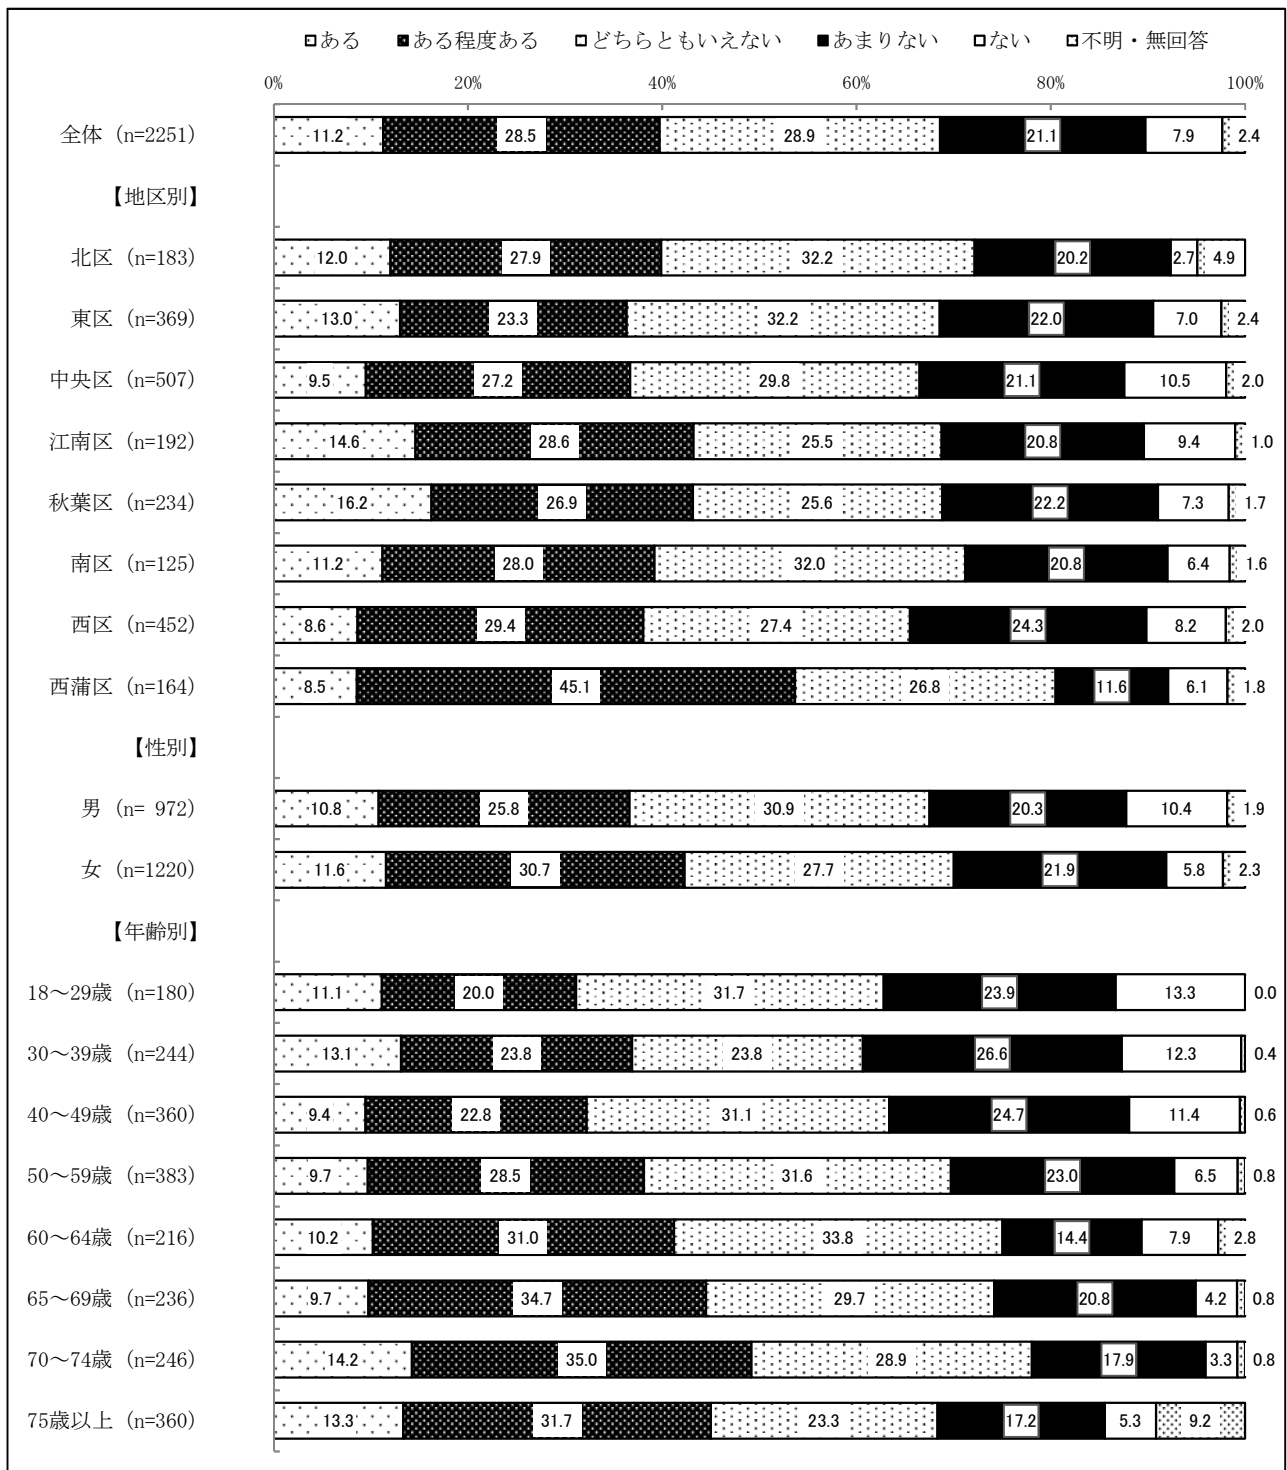 ある ある程度ある どちらともいえない あまりない ない 不明・無回答
0% 20% 40% 60% 80% 100%
全体 (n=2251) 11.2 28.5 28.9 21.1 7.9 2.4
【地区別】
北区 (n=183) 12.0 27.9 32.2 20.2 2.7 4.9
東区 (n=369) 13.0 23.3 32.2 22.0 7.0 2.4
中央区 (n=507) 9.5 27.2 29.8 21.1 10.5 2.0
江南区 (n=192) 14.6 28.6 25.5 20.8 9.4 1.0
秋葉区 (n=234) 16.2 26.9 25.6 22.2 7.3 1.7
南区 (n=125) 11.2 28.0 32.0 20.8 6.4 1.6
西区 (n=452) 8.6 29.4 27.4 24.3 8.2 2.0
西蒲区 (n=164) 8.5 45.1 26.8 11.6 6.1 1.8
【性別】
男 (n= 972) 10.8 25.8 30.9 20.3 10.4 1.9
女 (n=1220) 11.6 30.7 27.7 21.9 5.8 2.3
【年齢別】
18～29歳 (n=180) 11.1 20.0 31.7 23.9 13.3 0.0
30～39歳 (n=244) 13.1 23.8 23.8 26.6 12.3 0.4
40～49歳 (n=360) 9.4 22.8 31.1 24.7 11.4 0.6
50～59歳 (n=383) 9.7 28.5 31.6 23.0 6.5 0.8
60～64歳 (n=216) 10.2 31.0 33.8 14.4 7.9 2.8
65～69歳 (n=236) 9.7 34.7 29.7 20.8 4.2 0.8
70～74歳 (n=246) 14.2 35.0 28.9 17.9 3.3 0.8
75歳以上 (n=360) 13.3 31.7 23.3 17.2 5.3 9.2